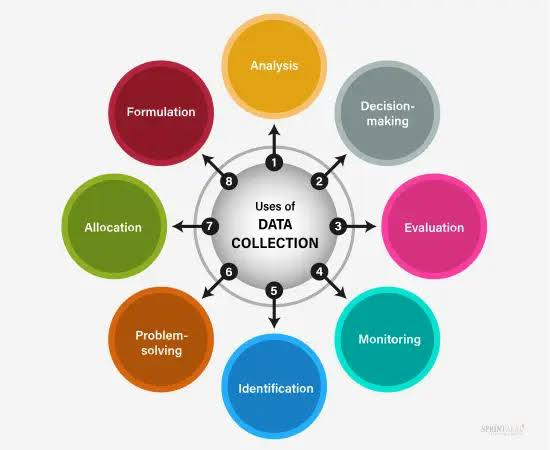 Analysis
Decision-
making
Evaluation
Monitoring
Identification
Problem-
solving
Allocation
Formulation
1
2
3
4
5
6
7
8
Uses of
DATA
COLLECTION